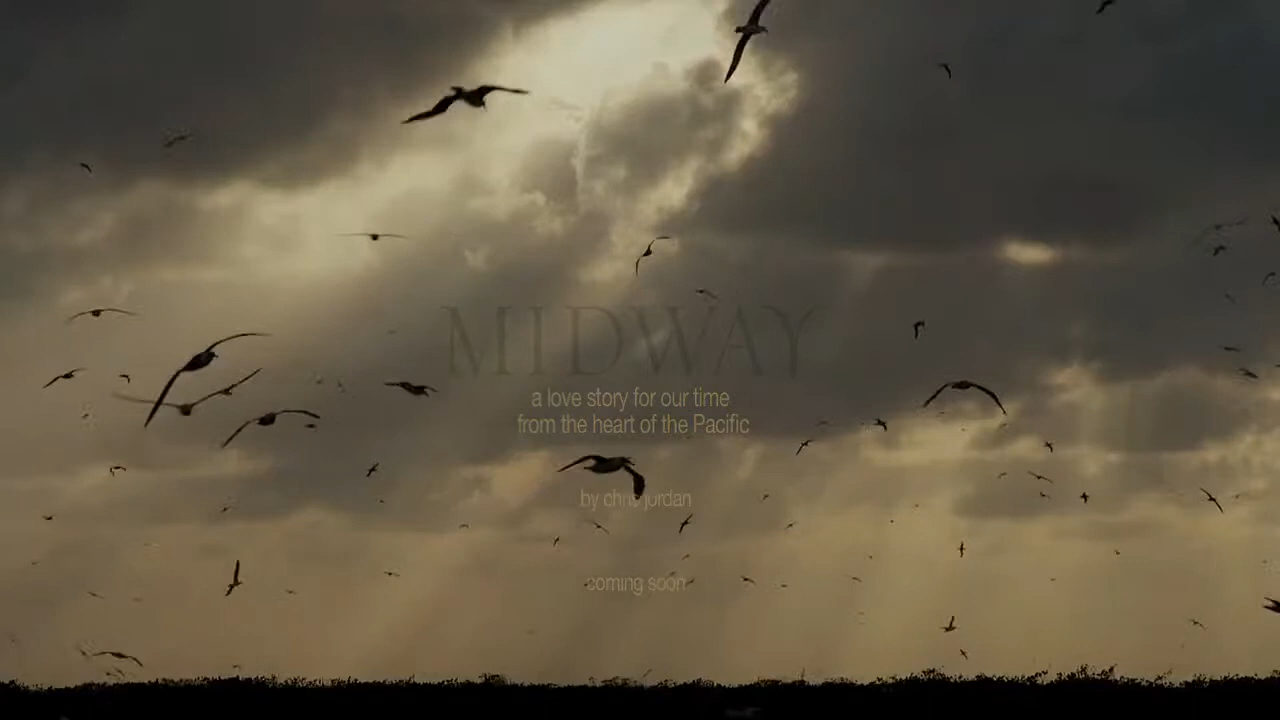 MIDWAY
a love story for our time
from the heart of the Pacific
by chris jordan
coming soon